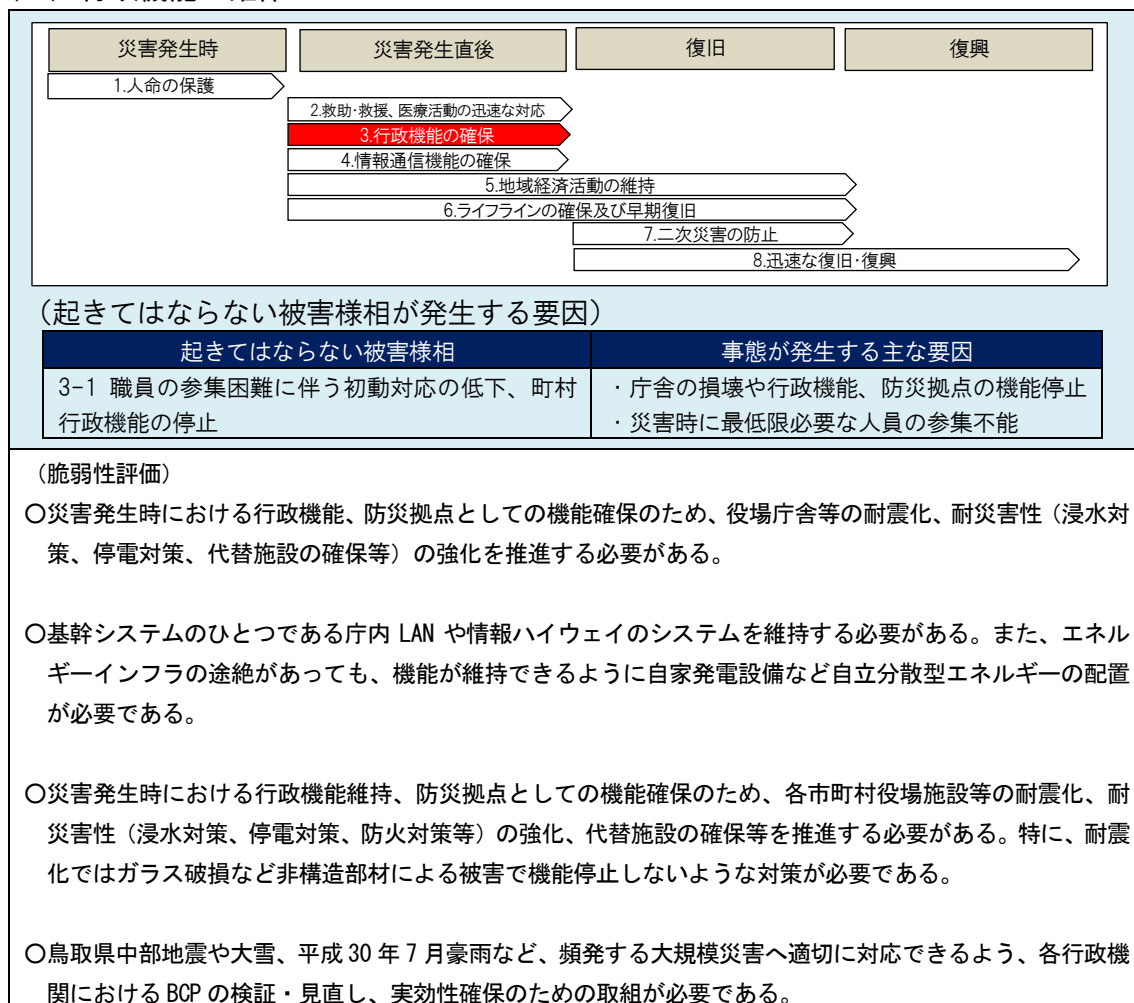 災害発生時
災害発生直後
復旧
復興
1.人命の保護
2.救助･救援、医療活動の迅速な対応
3.行政機能の確保
4.情報通信機能の確保
5.地域経済活動の維持
6.ライフラインの確保及び早期復旧
7.二次災害の防止
8.迅速な復旧･復興
(起きてはならない被害様相が発生する要因)
起きてはならない被害様相
事態が発生する主な要因
3-1 職員の参集困難に伴う初動対応の低下、町村
行政機能の停止
・庁舎の損壊や行政機能、防災拠点の機能停止
・災害時に最低限必要な人員の参集不能
(脆弱性評価)
〇災害発生時における行政機能、防災拠点としての機能確保のため、役場庁舎等の耐震化、耐災害性(浸水対
策、停電対策、代替施設の確保等)の強化を推進する必要がある。
〇基幹システムのひとつである庁内 LAN や情報ハイウェイのシステムを維持する必要がある。また、エネル
ギーインフラの途絶があっても、機能が維持できるように自家発電設備など自立分散型エネルギーの配置
が必要である。
〇災害発生時における行政機能維持、防災拠点としての機能確保のため、各市町村役場施設等の耐震化、耐
災害性(浸水対策、停電対策、防火対策等)の強化、代替施設の確保等を推進する必要がある。特に、耐震
化ではガラス破損など非構造部材による被害で機能停止しないような対策が必要である。
〇鳥取県中部地震や大雪、平成 30 年 7 月豪雨など、頻発する大規模災害へ適切に対応できるよう、各行政機
関における BCP の検証・見直し、実効性確保のための取組が必要である。